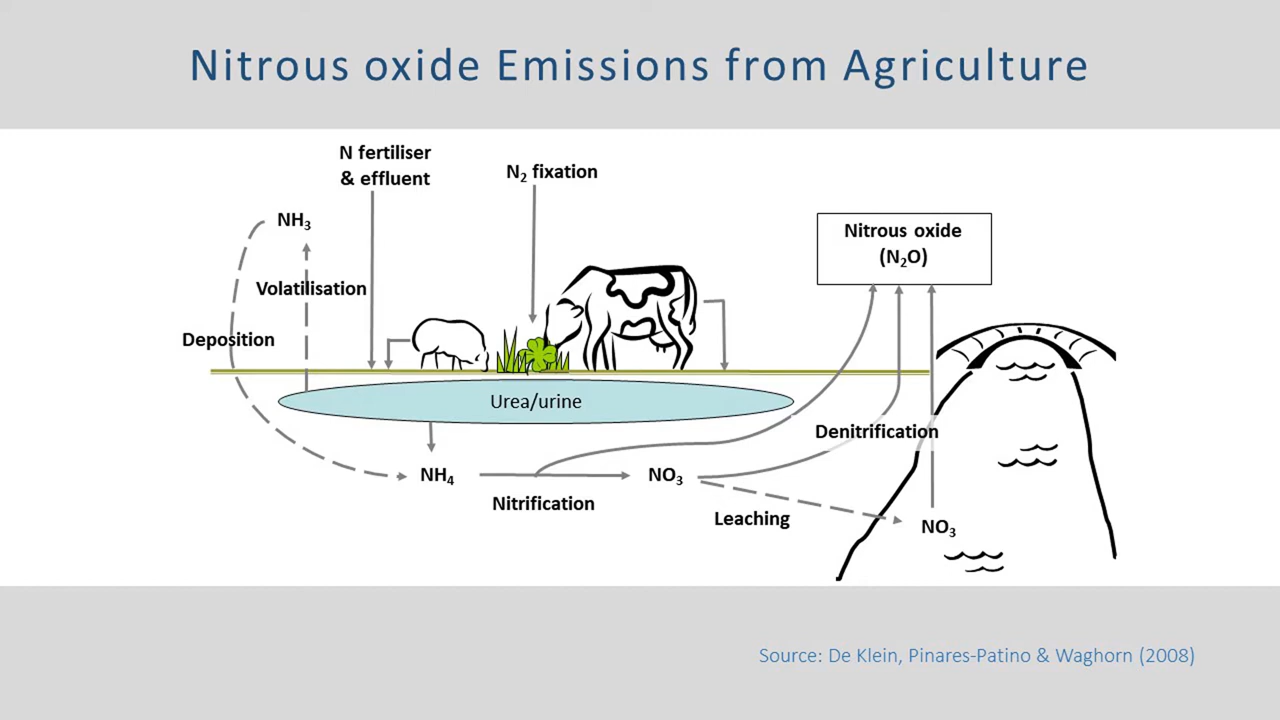 Nitrous oxide Emissions from Agriculture
N fertiliser
& effluent
N₂ fixation
NH₃
Nitrous oxide
(N₂O)
Volatilisation
Deposition
Urea/urine
Denitrification
NH₄
NO₃
Nitrification
Leaching
NO₃
Source: De Klein, Pinares-Patino & Waghorn (2008)